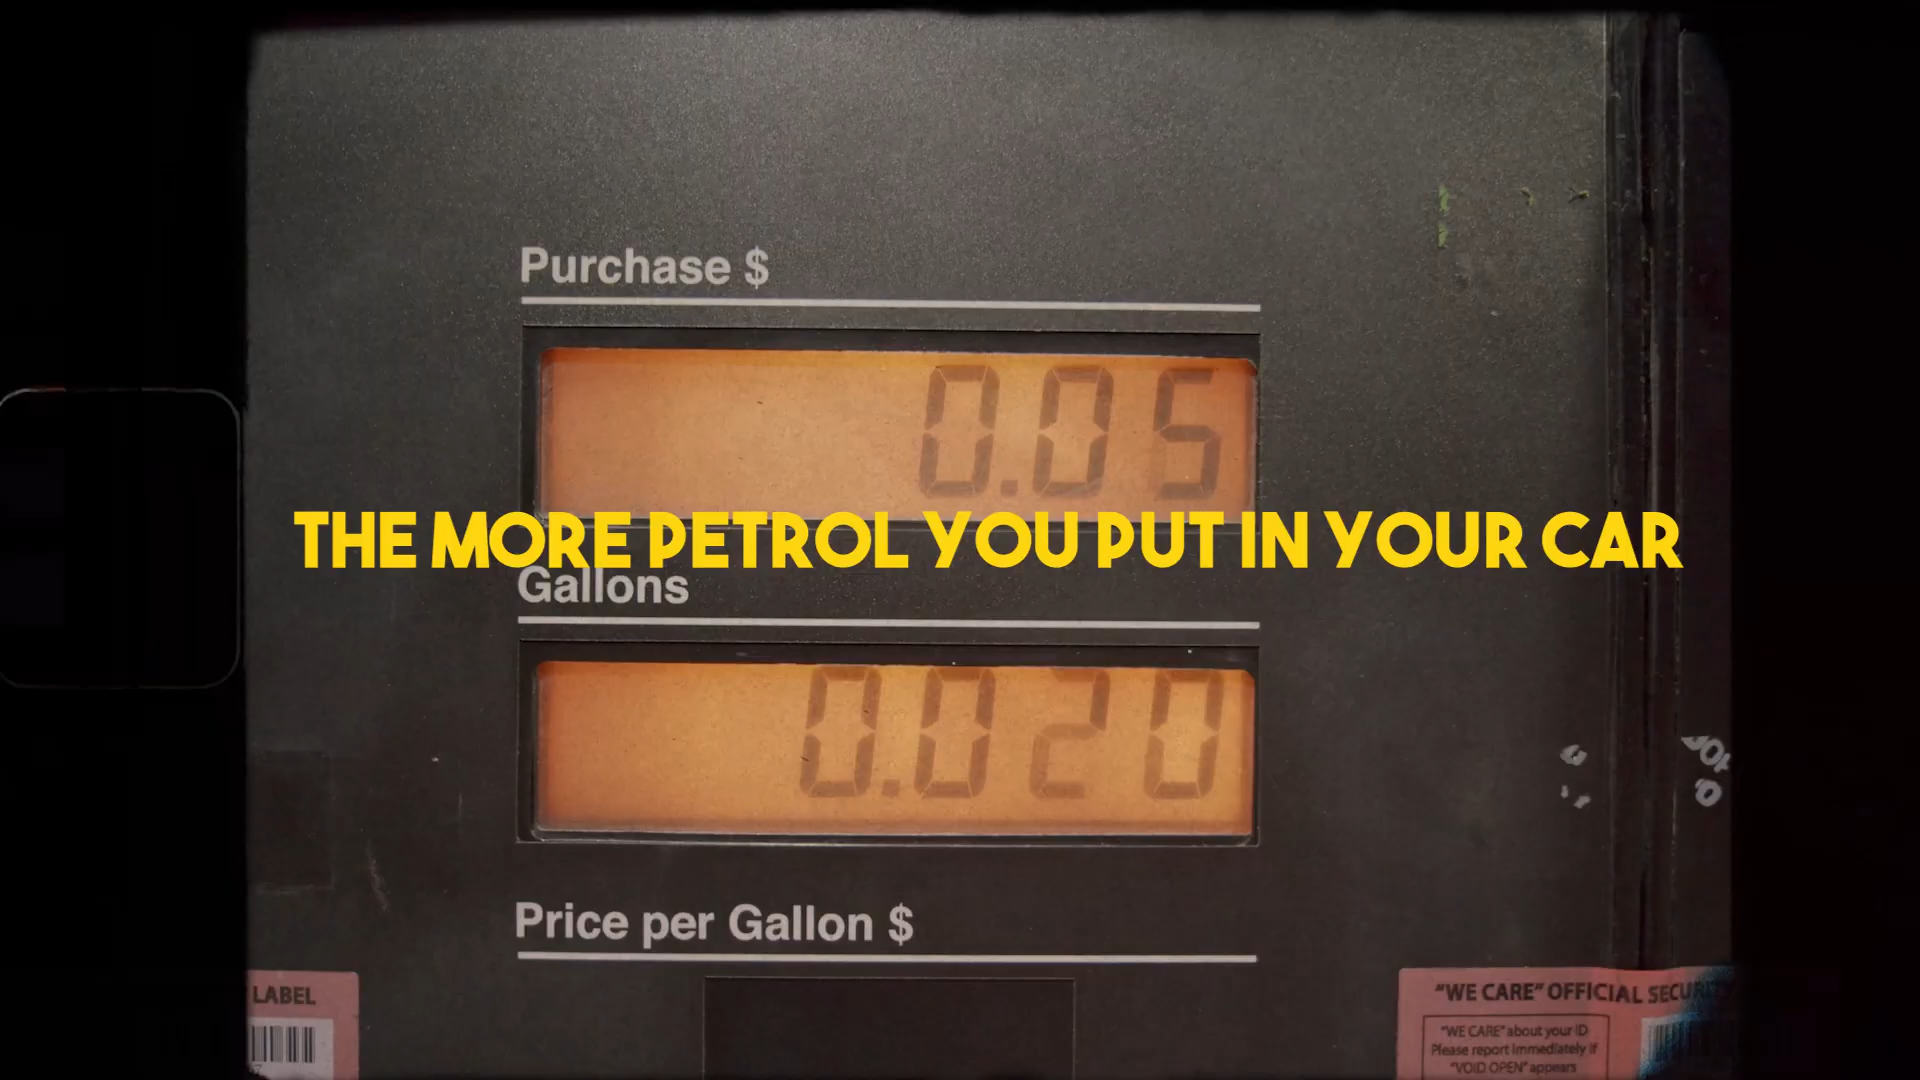 Purchase $
0.05
THE MORE PETROL YOU PUT IN YOUR CAR
Gallons
0.020
Price per Gallon $
LABEL
"WE CARE" OFFICIAL SECURITY
"WE CARE" about your ID
Please report immediately if
"VOID OPEN" appears